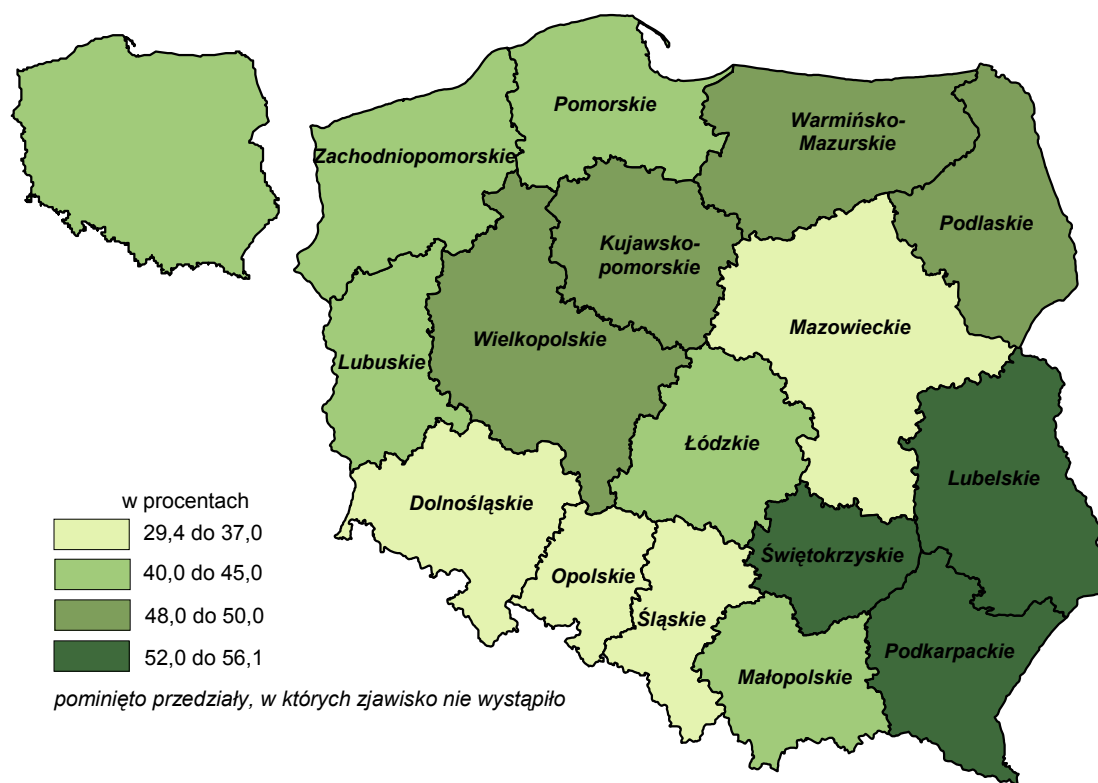 Pomorskie
Warmińsko-
Mazurskie
Zachodniopomorskie
Podlaskie
Kujawsko-
pomorskie
Mazowieckie
Wielkopolskie
Lubuskie
Łódzkie
Lubelskie
Dolnośląskie
Świętokrzyskie
Opolskie
Śląskie
Podkarpackie
Małopolskie
w procentach
29,4 do 37,0
40,0 do 45,0
48,0 do 50,0
52,0 do 56,1
pominięto przedziały, w których zjawisko nie wystąpiło